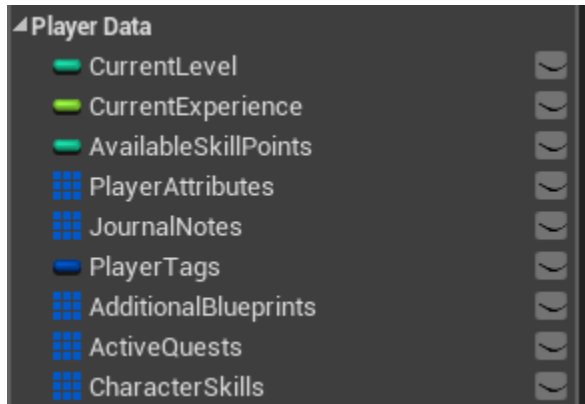 Player Data
CurrentLevel
CurrentExperience
AvailableSkillPoints
PlayerAttributes
JournalNotes
PlayerTags
AdditionalBlueprints
ActiveQuests
CharacterSkills